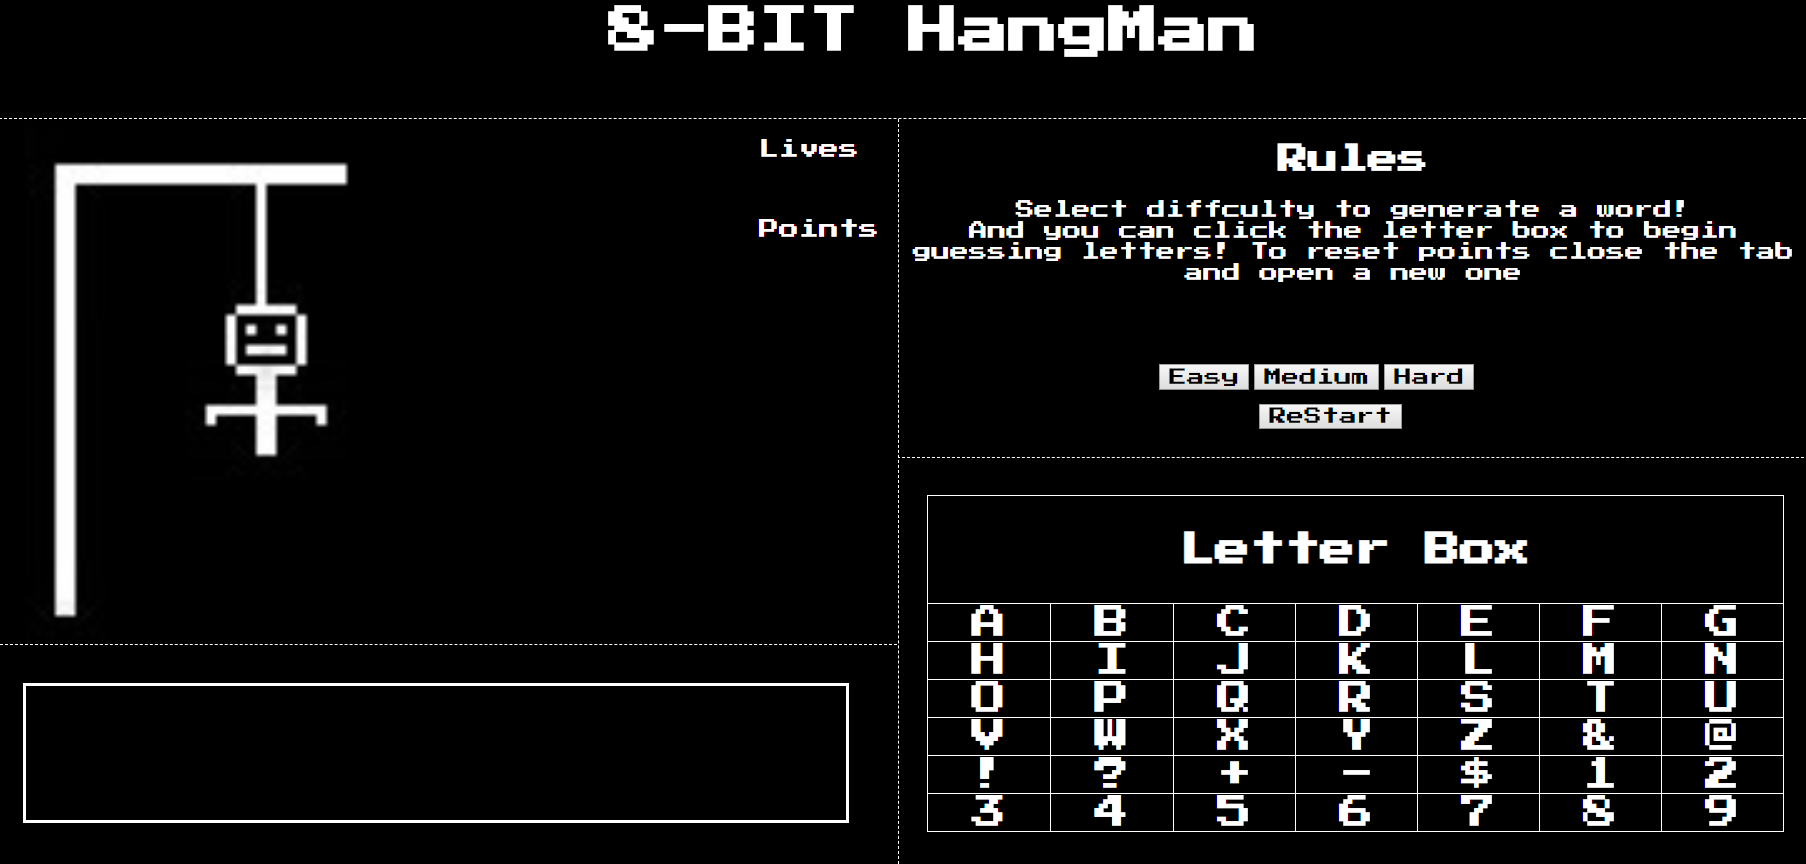 8-BIT HangMan
Lives
Points
Rules
Select diffculty to generate a word!
And you can click the letter box to begin
guessing letters! To reset points close the tab
and open a new one
Easy Medium Hard
ReStart
Letter Box
A B C D E F G
H I J K L M N
O P Q R S T U
V W X Y Z & @
! ? + - $ 1 2
3 4 5 6 7 8 9